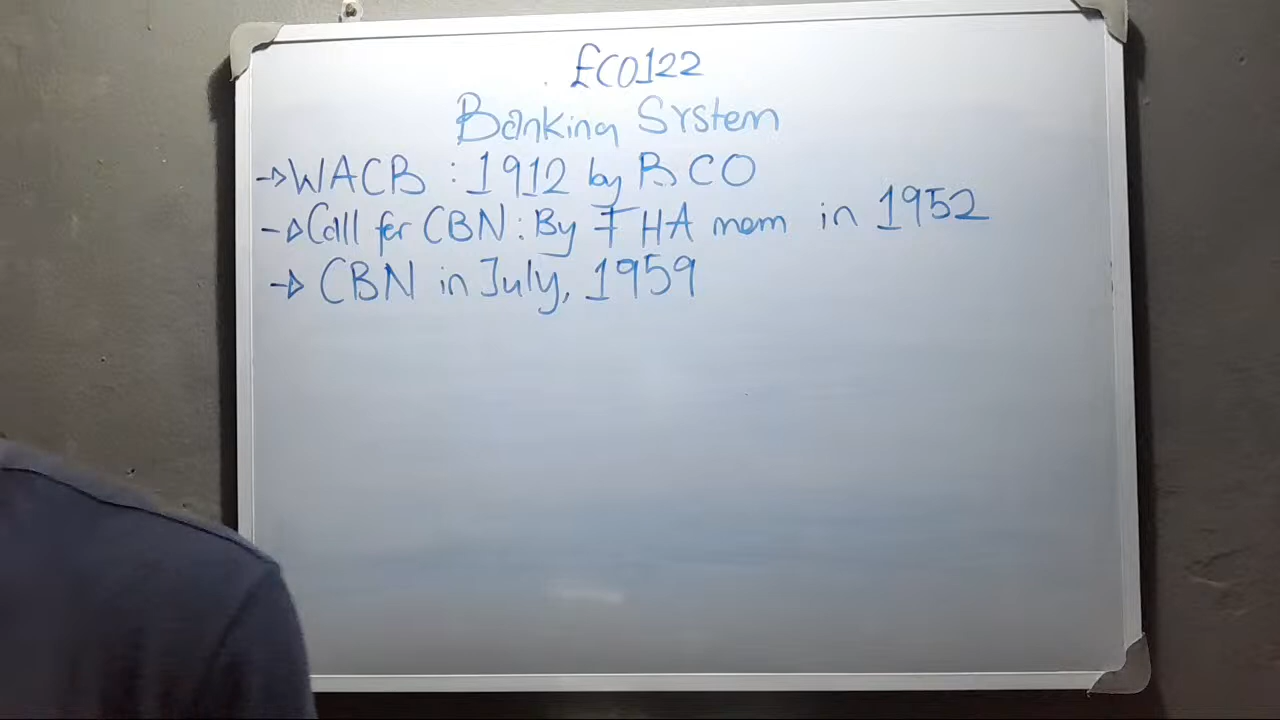 ECO122
Banking System
→ WACB : 1912 by BCO
→ Call for CBN : By FHA mem in 1952
→ CBN in July, 1959